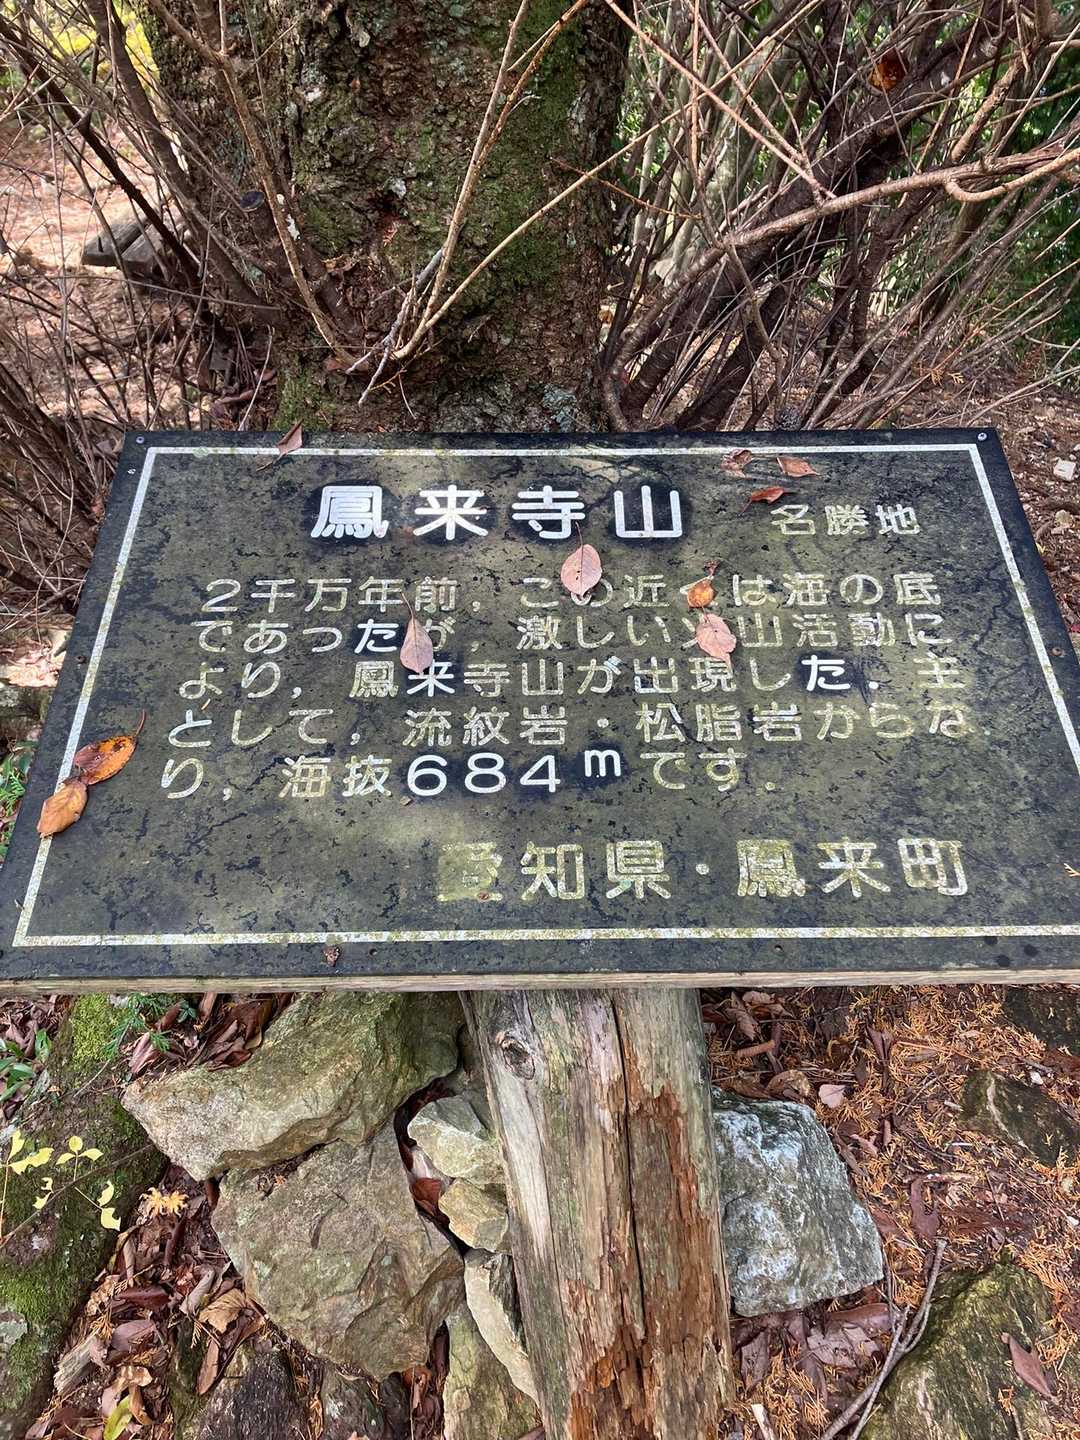 鳳来寺山 名勝地
2千万年前，この近くは海の底
であったが，激しい火山活動に
より，鳳来寺山が出現した．主
として，流紋岩・松脂岩からな
り，海抜684mです．
愛知県・鳳来町